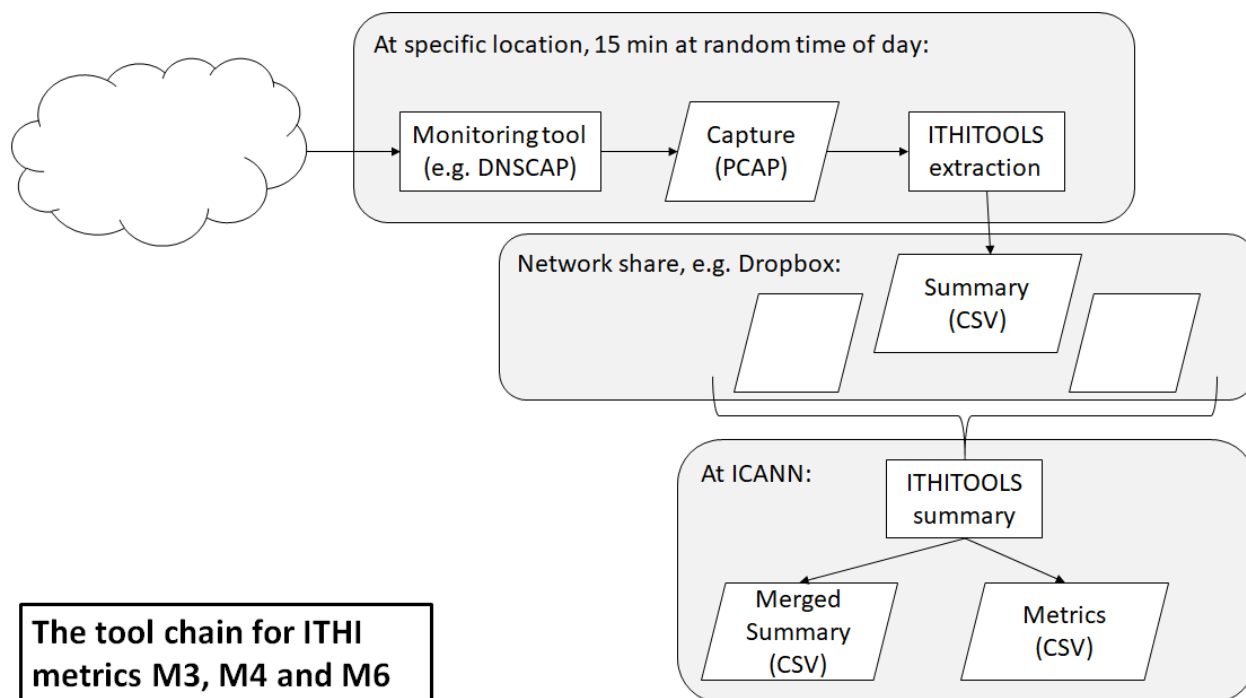 At specific location, 15 min at random time of day:
Monitoring tool
(e.g. DNSCAP)
Capture
(PCAP)
ITHITOOLS
extraction
Network share, e.g. Dropbox:
Summary
(CSV)
At ICANN:
ITHITOOLS
summary
Merged
Summary
(CSV)
Metrics
(CSV)
The tool chain for ITHI
metrics M3, M4 and M6